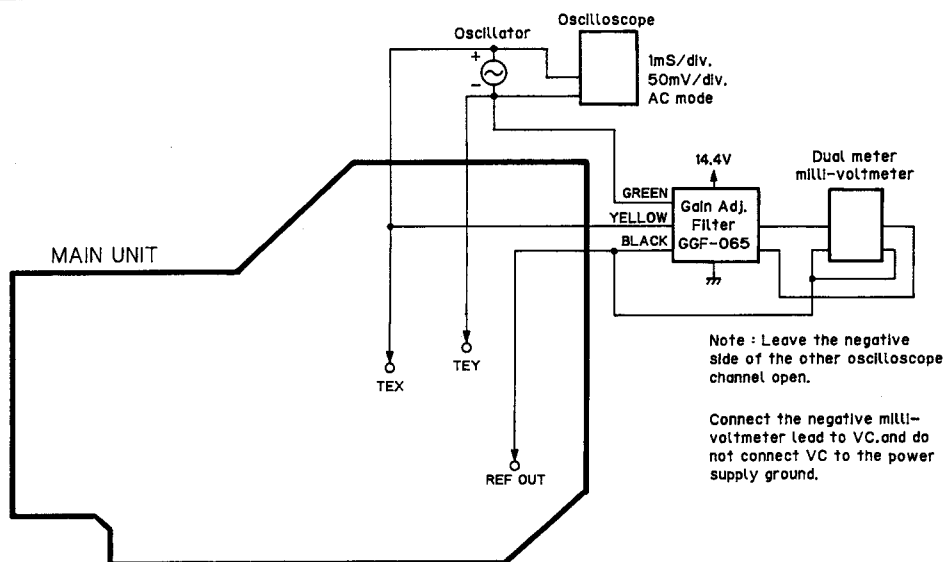 Oscilloscope
Oscillator
+
−
1mS/div.
50mV/div.
AC mode
14.4V
Dual meter
milli-voltmeter
GREEN
YELLOW
BLACK
Gain Adj.
Filter
GGF-065
MAIN UNIT
TEX
TEY
REF OUT
Note : Leave the negative
side of the other oscilloscope
channel open.
Connect the negative milli-
voltmeter lead to VC.and do
not connect VC to the power
supply ground.